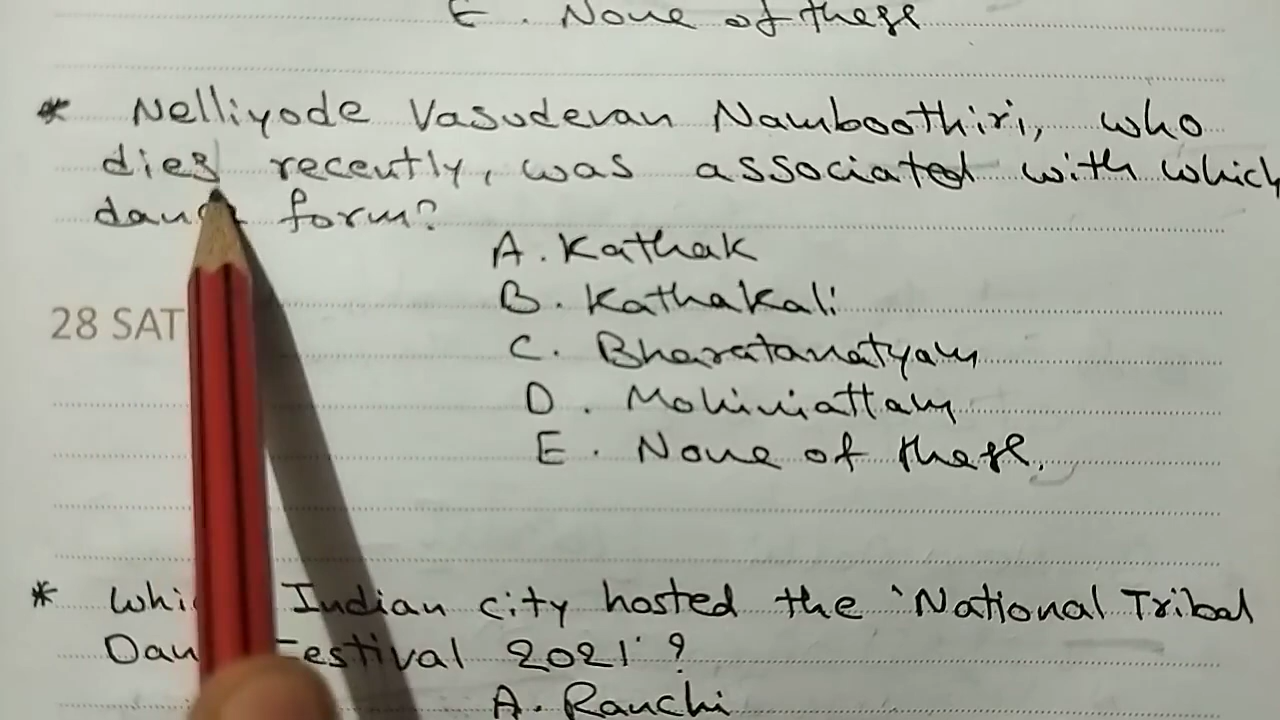 E. None of these
* Nelliyode Vasudevan Namboothiri, who
dies recently, was associated with which
form?
A. Kathak
B. Kathakali
28 SAT
C. Bharatanatyam
D. Mohiniattam
E. None of these.
* Indian city hosted the 'National Tribal
Festival 2021'?
A. Ranchi